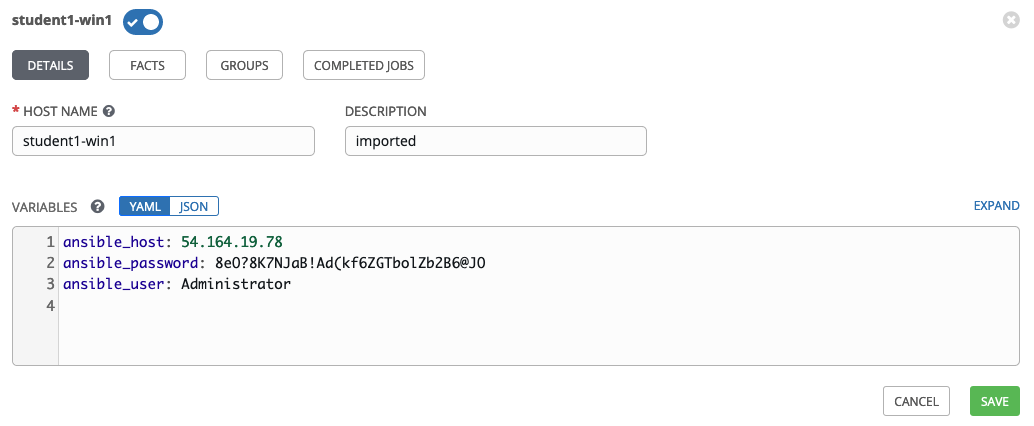 student1-win1
DETAILS FACTS GROUPS COMPLETED JOBS
* HOST NAME ? DESCRIPTION
student1-win1 imported
VARIABLES ? YAML JSON EXPAND
1 ansible_host: 54.164.19.78
2 ansible_password: 8eO?8K7NJaB!Ad(kf6ZGTbolZb2B6@JO
3 ansible_user: Administrator
4
CANCEL SAVE